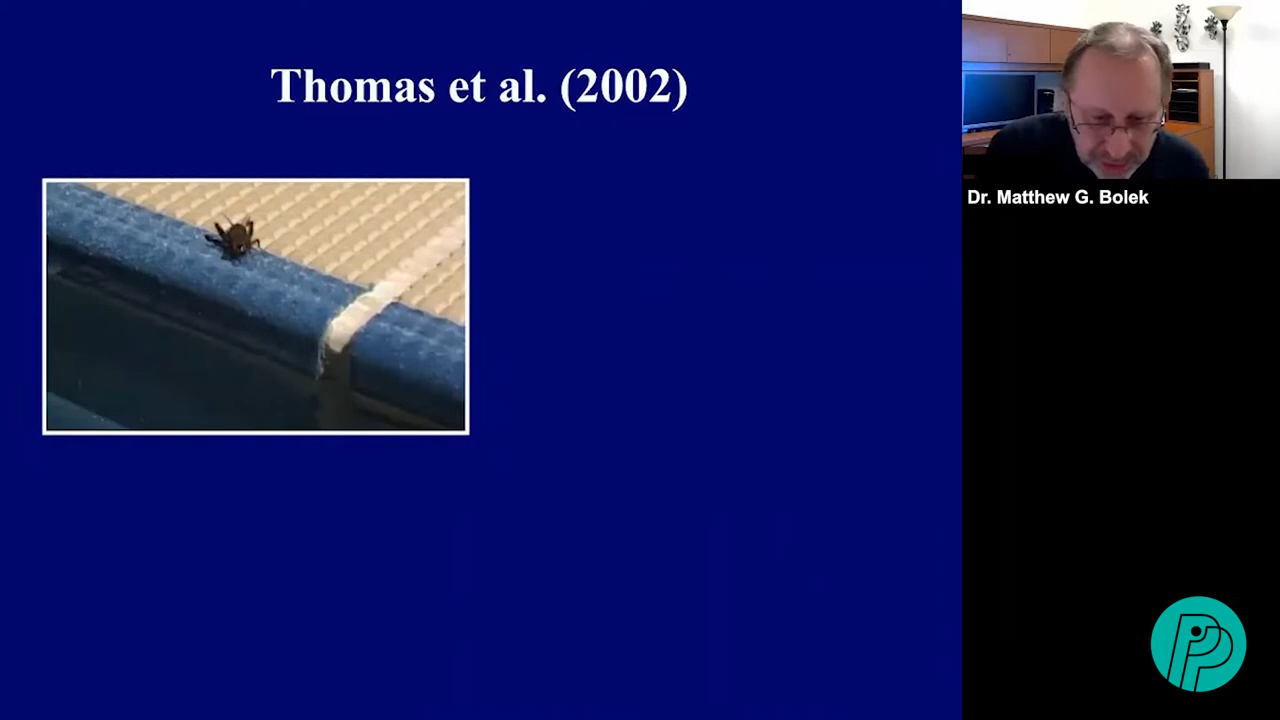 Thomas et al. (2002)
Dr. Matthew G. Bolek